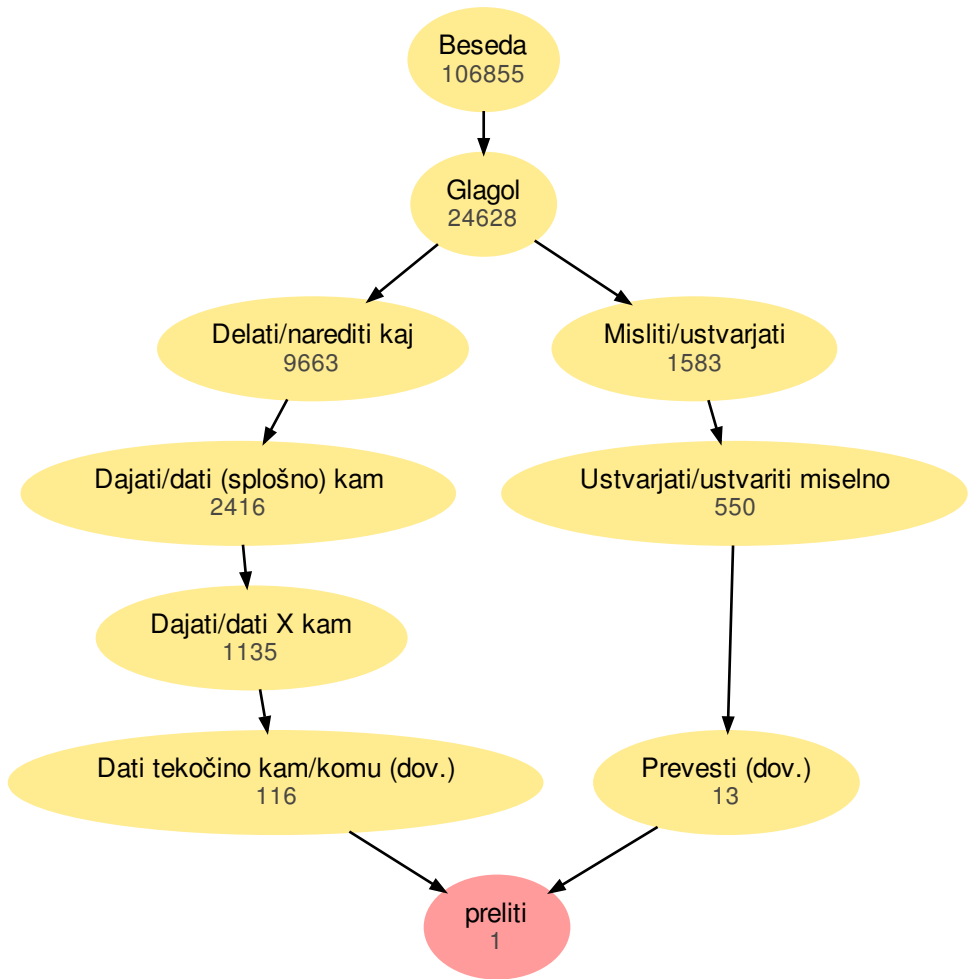 Beseda
106855
Glagol
24628
Delati/narediti kaj
9663
Misliti/ustvarjati
1583
Dajati/dati (splošno) kam
2416
Ustvarjati/ustvariti miselno
550
Dajati/dati X kam
1135
Dati tekočino kam/komu (dov.)
116
Prevesti (dov.)
13
preliti
1